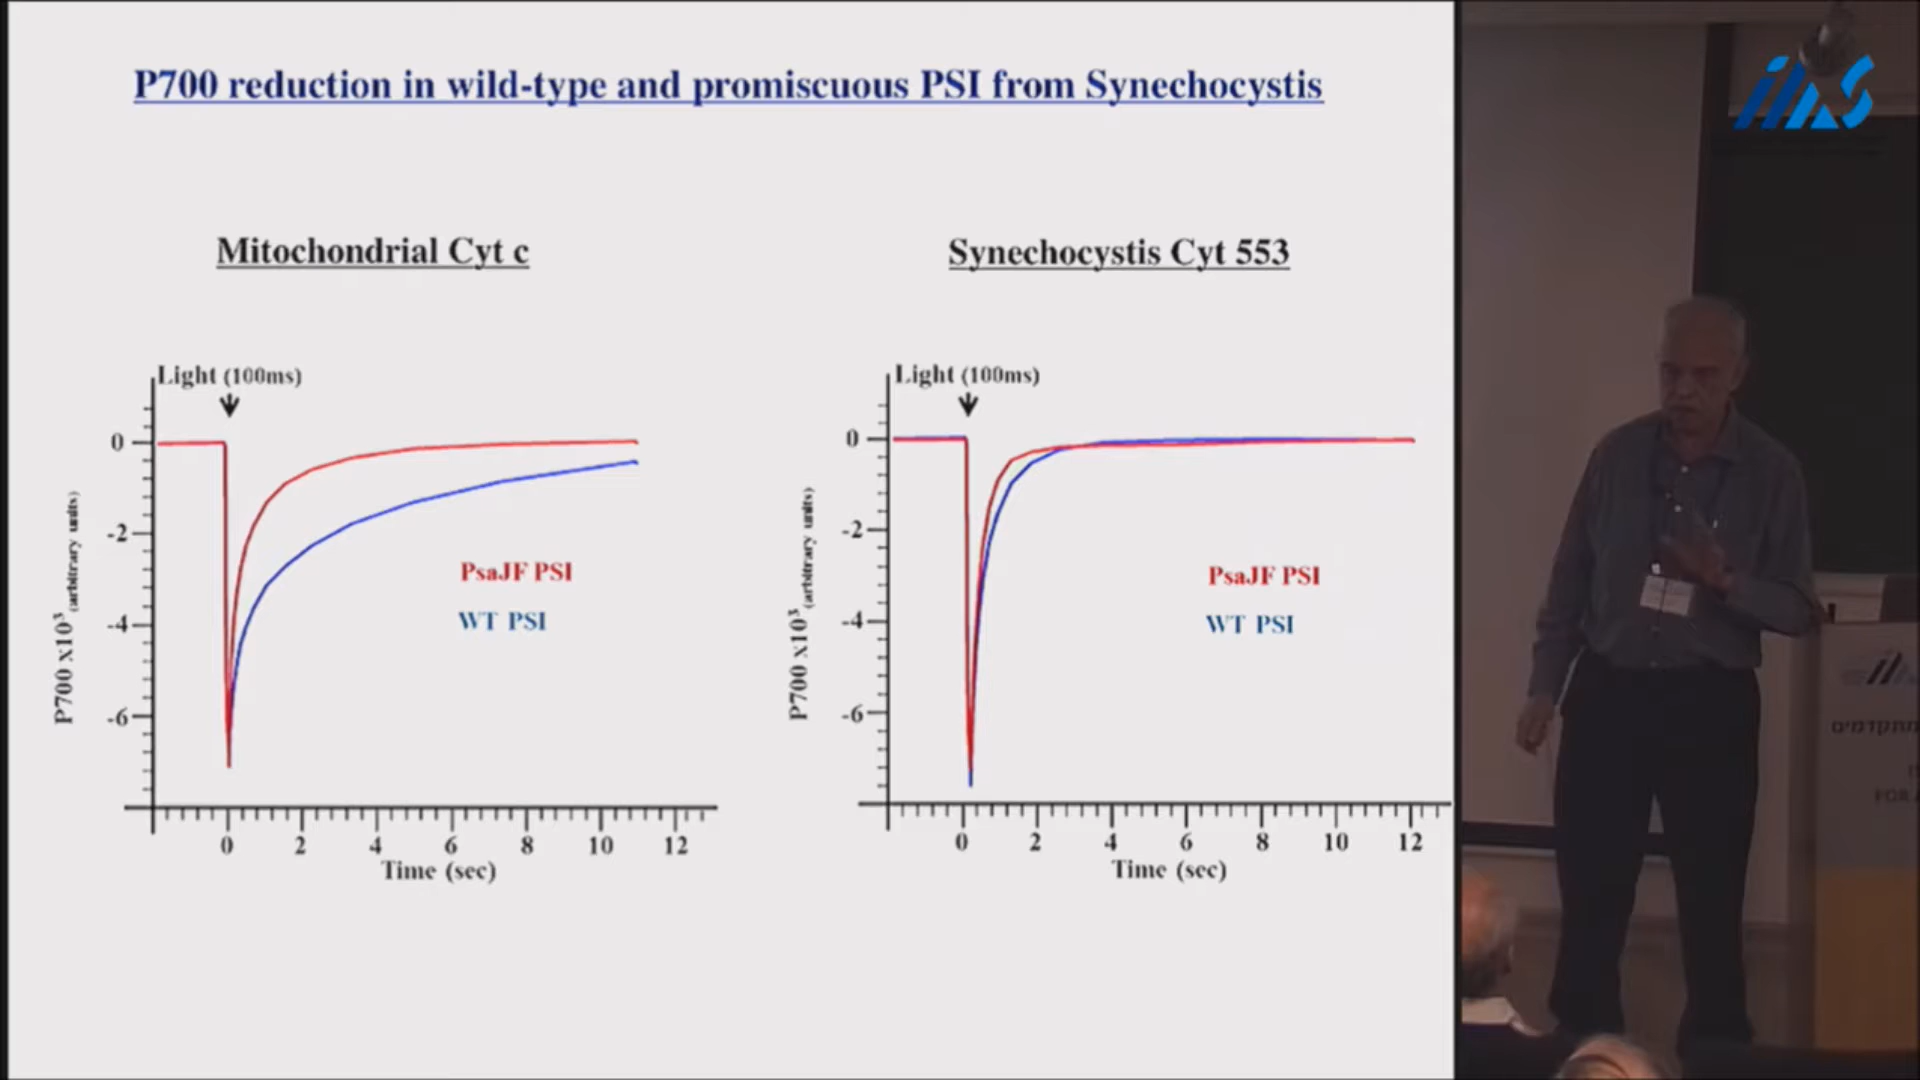 P700 reduction in wild-type and promiscuous PSI from Synechocystis
Mitochondrial Cyt c
Light (100ms)
0
-2
-4
-6
P700 x10³ (arbitrary units)
PsaJF PSI
WT PSI
0 2 4 6 8 10 12
Time (sec)
Synechocystis Cyt 553
Light (100ms)
0
-2
-4
-6
P700 x10³ (arbitrary units)
PsaJF PSI
WT PSI
0 2 4 6 8 10 12
Time (sec)
iias
מתקדמים
FOR